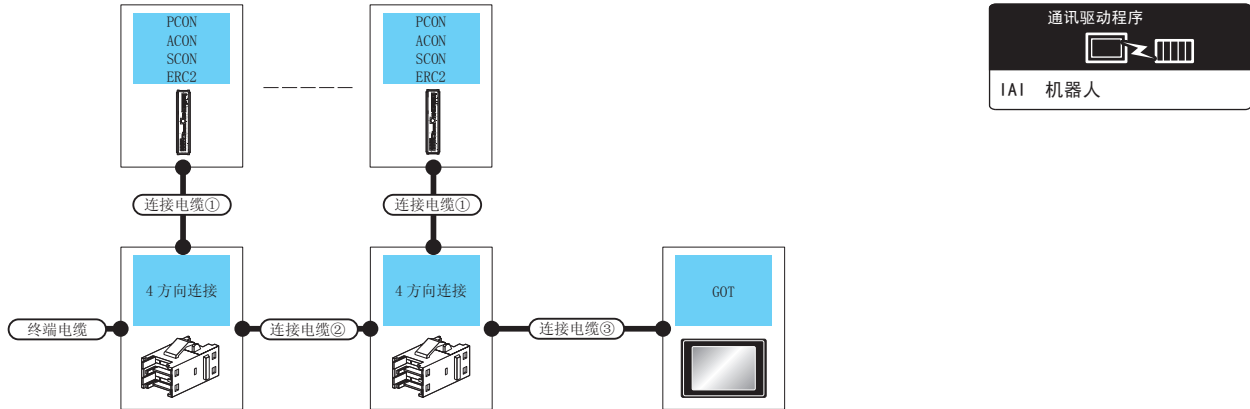 PCON
ACON
SCON
ERC2
PCON
ACON
SCON
ERC2
通讯驱动程序
IAI 机器人
连接电缆①
连接电缆①
4方向连接
4方向连接
GOT
终端电缆
连接电缆②
连接电缆③